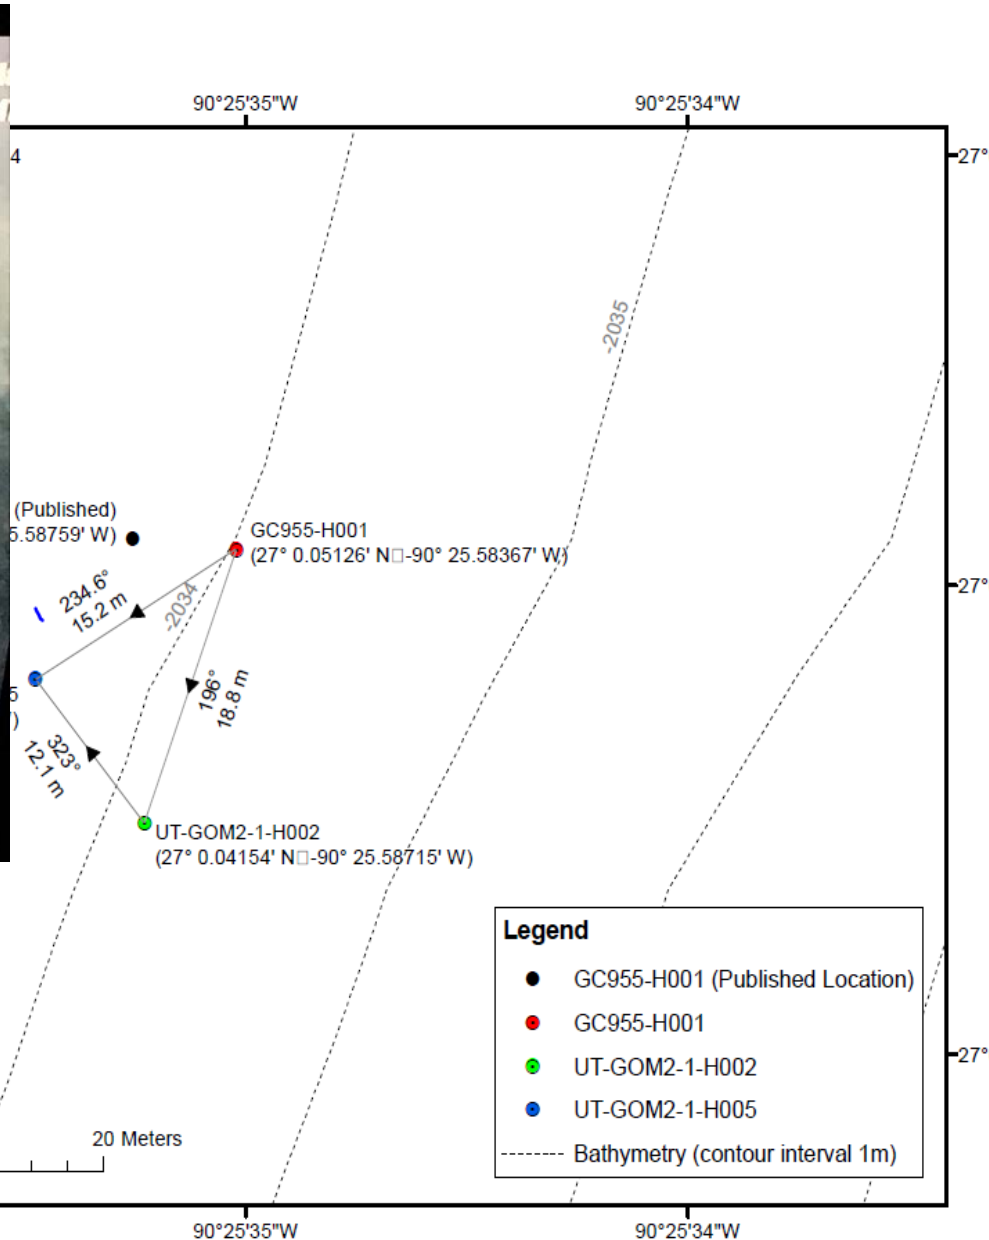 90°25'35"W
90°25'34"W
4
27°
-2035
(Published)
5.58759' W)
GC955-H001
(27° 0.05126' N□-90° 25.58367' W)
27°
234.6°
15.2 m
-2034
196°
18.8 m
5
)
323°
12.1 m
UT-GOM2-1-H002
(27° 0.04154' N□-90° 25.58715' W)
Legend
GC955-H001 (Published Location)
GC955-H001
27°
UT-GOM2-1-H002
UT-GOM2-1-H005
20 Meters
Bathymetry (contour interval 1m)
90°25'35"W
90°25'34"W